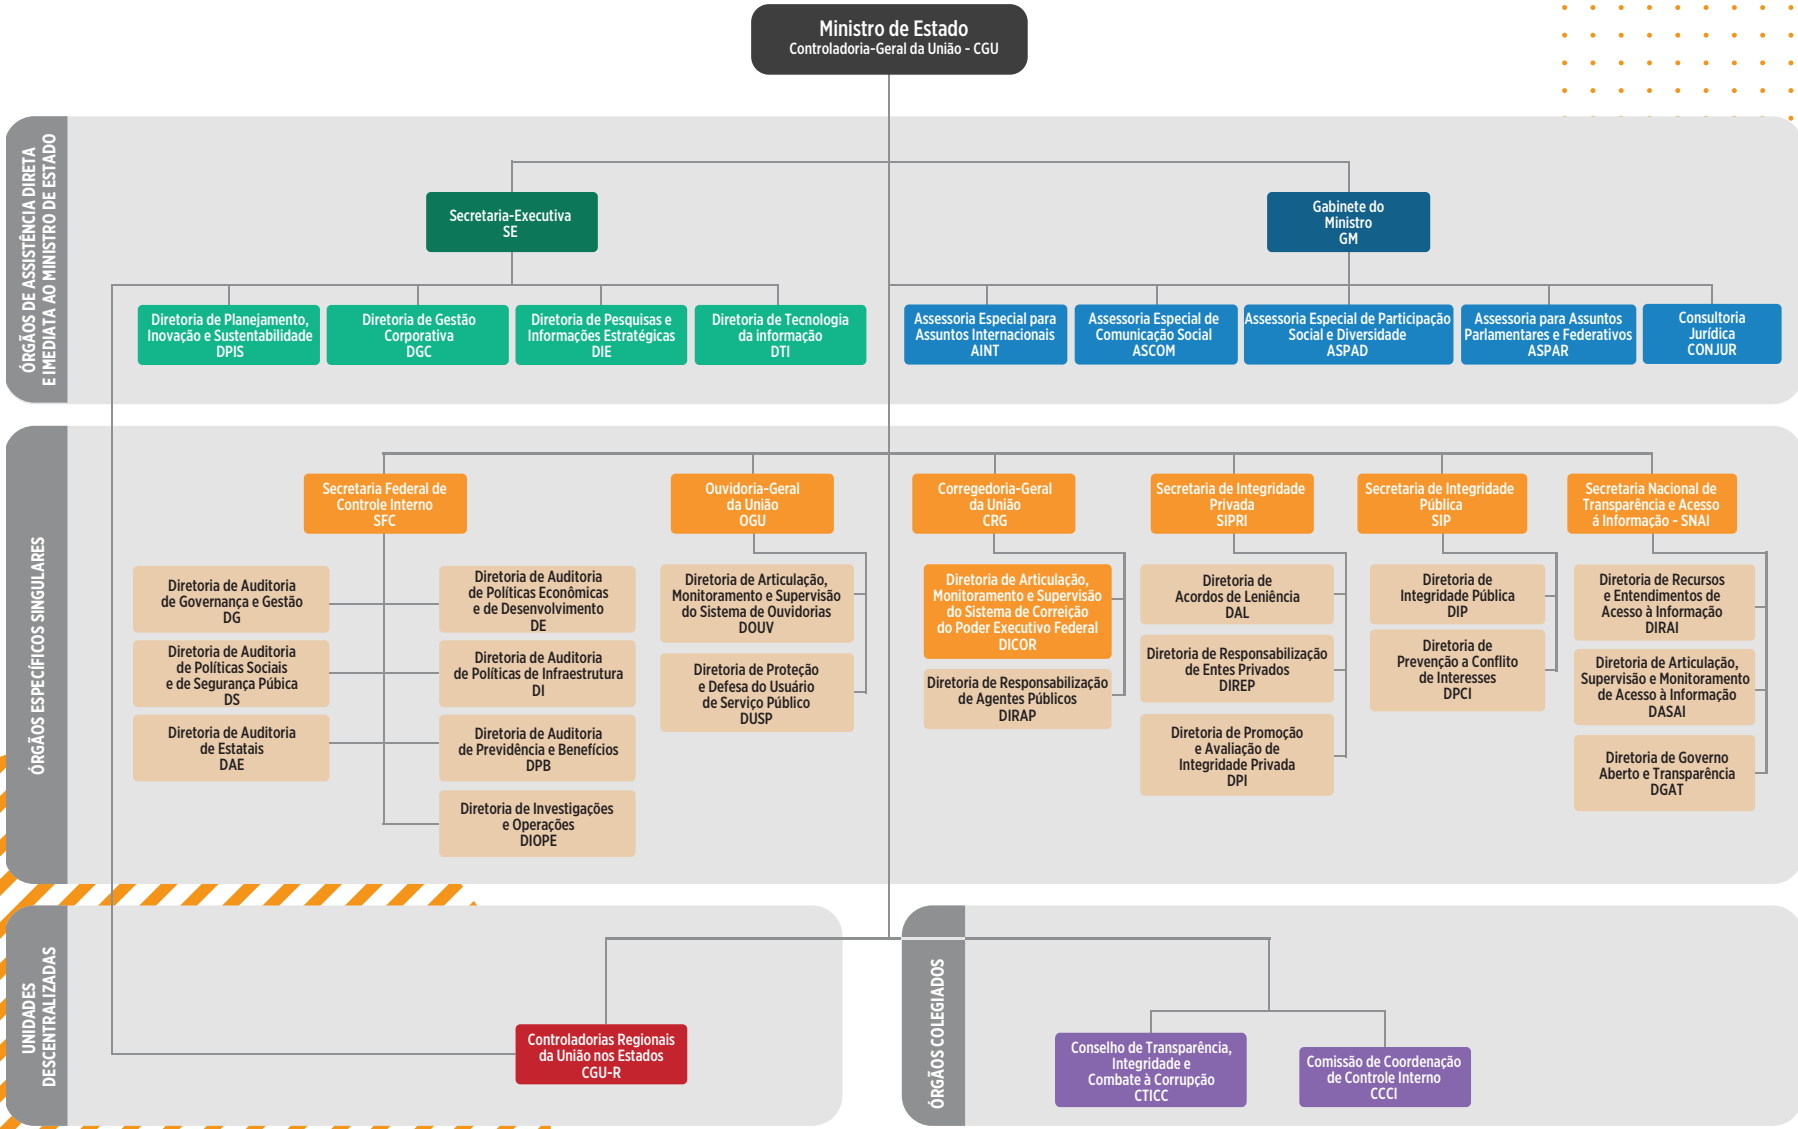 Ministro de Estado
Controladoria-Geral da União - CGU
ÓRGÃOS DE ASSISTÊNCIA DIRETA
E IMEDIATA AO MINISTRO DE ESTADO
Secretaria-Executiva
SE
Gabinete do
Ministro
GM
Diretoria de Planejamento,
Inovação e Sustentabilidade
DPIS
Diretoria de Gestão
Corporativa
DGC
Diretoria de Pesquisas e
Informações Estratégicas
DIE
Diretoria de Tecnologia
da informação
DTI
Assessoria Especial para
Assuntos Internacionais
AINT
Assessoria Especial de
Comunicação Social
ASCOM
Assessoria Especial de Participação
Social e Diversidade
ASPAD
Assessoria para Assuntos
Parlamentares e Federativos
ASPAR
Consultoria
Jurídica
CONJUR
ÓRGÃOS ESPECÍFICOS SINGULARES
Secretaria Federal de
Controle Interno
SFC
Ouvidoria-Geral
da União
OGU
Corregedoria-Geral
da União
CRG
Secretaria de Integridade
Privada
SIPRI
Secretaria de Integridade
Pública
SIP
Secretaria Nacional de
Transparência e Acesso
á Informação - SNAI
Diretoria de Auditoria
de Governança e Gestão
DG
Diretoria de Auditoria
de Políticas Sociais
e de Segurança Púbica
DS
Diretoria de Auditoria
de Estatais
DAE
Diretoria de Auditoria
de Políticas Econômicas
e de Desenvolvimento
DE
Diretoria de Auditoria
de Políticas de Infraestrutura
DI
Diretoria de Auditoria
de Previdência e Benefícios
DPB
Diretoria de Investigações
e Operações
DIOPE
Diretoria de Articulação,
Monitoramento e Supervisão
do Sistema de Ouvidorias
DOUV
Diretoria de Proteção
e Defesa do Usuário
de Serviço Público
DUSP
Diretoria de Articulação,
Monitoramento e Supervisão
do Sistema de Correição
do Poder Executivo Federal
DICOR
Diretoria de Responsabilização
de Agentes Públicos
DIRAP
Diretoria de
Acordos de Leniência
DAL
Diretoria de Responsabilização
de Entes Privados
DIREP
Diretoria de Promoção
e Avaliação de
Integridade Privada
DPI
Diretoria de
Integridade Pública
DIP
Diretoria de
Prevenção a Conflito
de Interesses
DPCI
Diretoria de Recursos
e Entendimentos de
Acesso à Informação
DIRAI
Diretoria de Articulação,
Supervisão e Monitoramento
de Acesso à Informação
DASAI
Diretoria de Governo
Aberto e Transparência
DGAT
UNIDADES
DESCENTRALIZADAS
Controladorias Regionais
da União nos Estados
CGU-R
ÓRGÃOS COLEGIADOS
Conselho de Transparência,
Integridade e
Combate à Corrupção
CTICC
Comissão de Coordenação
de Controle Interno
CCCI